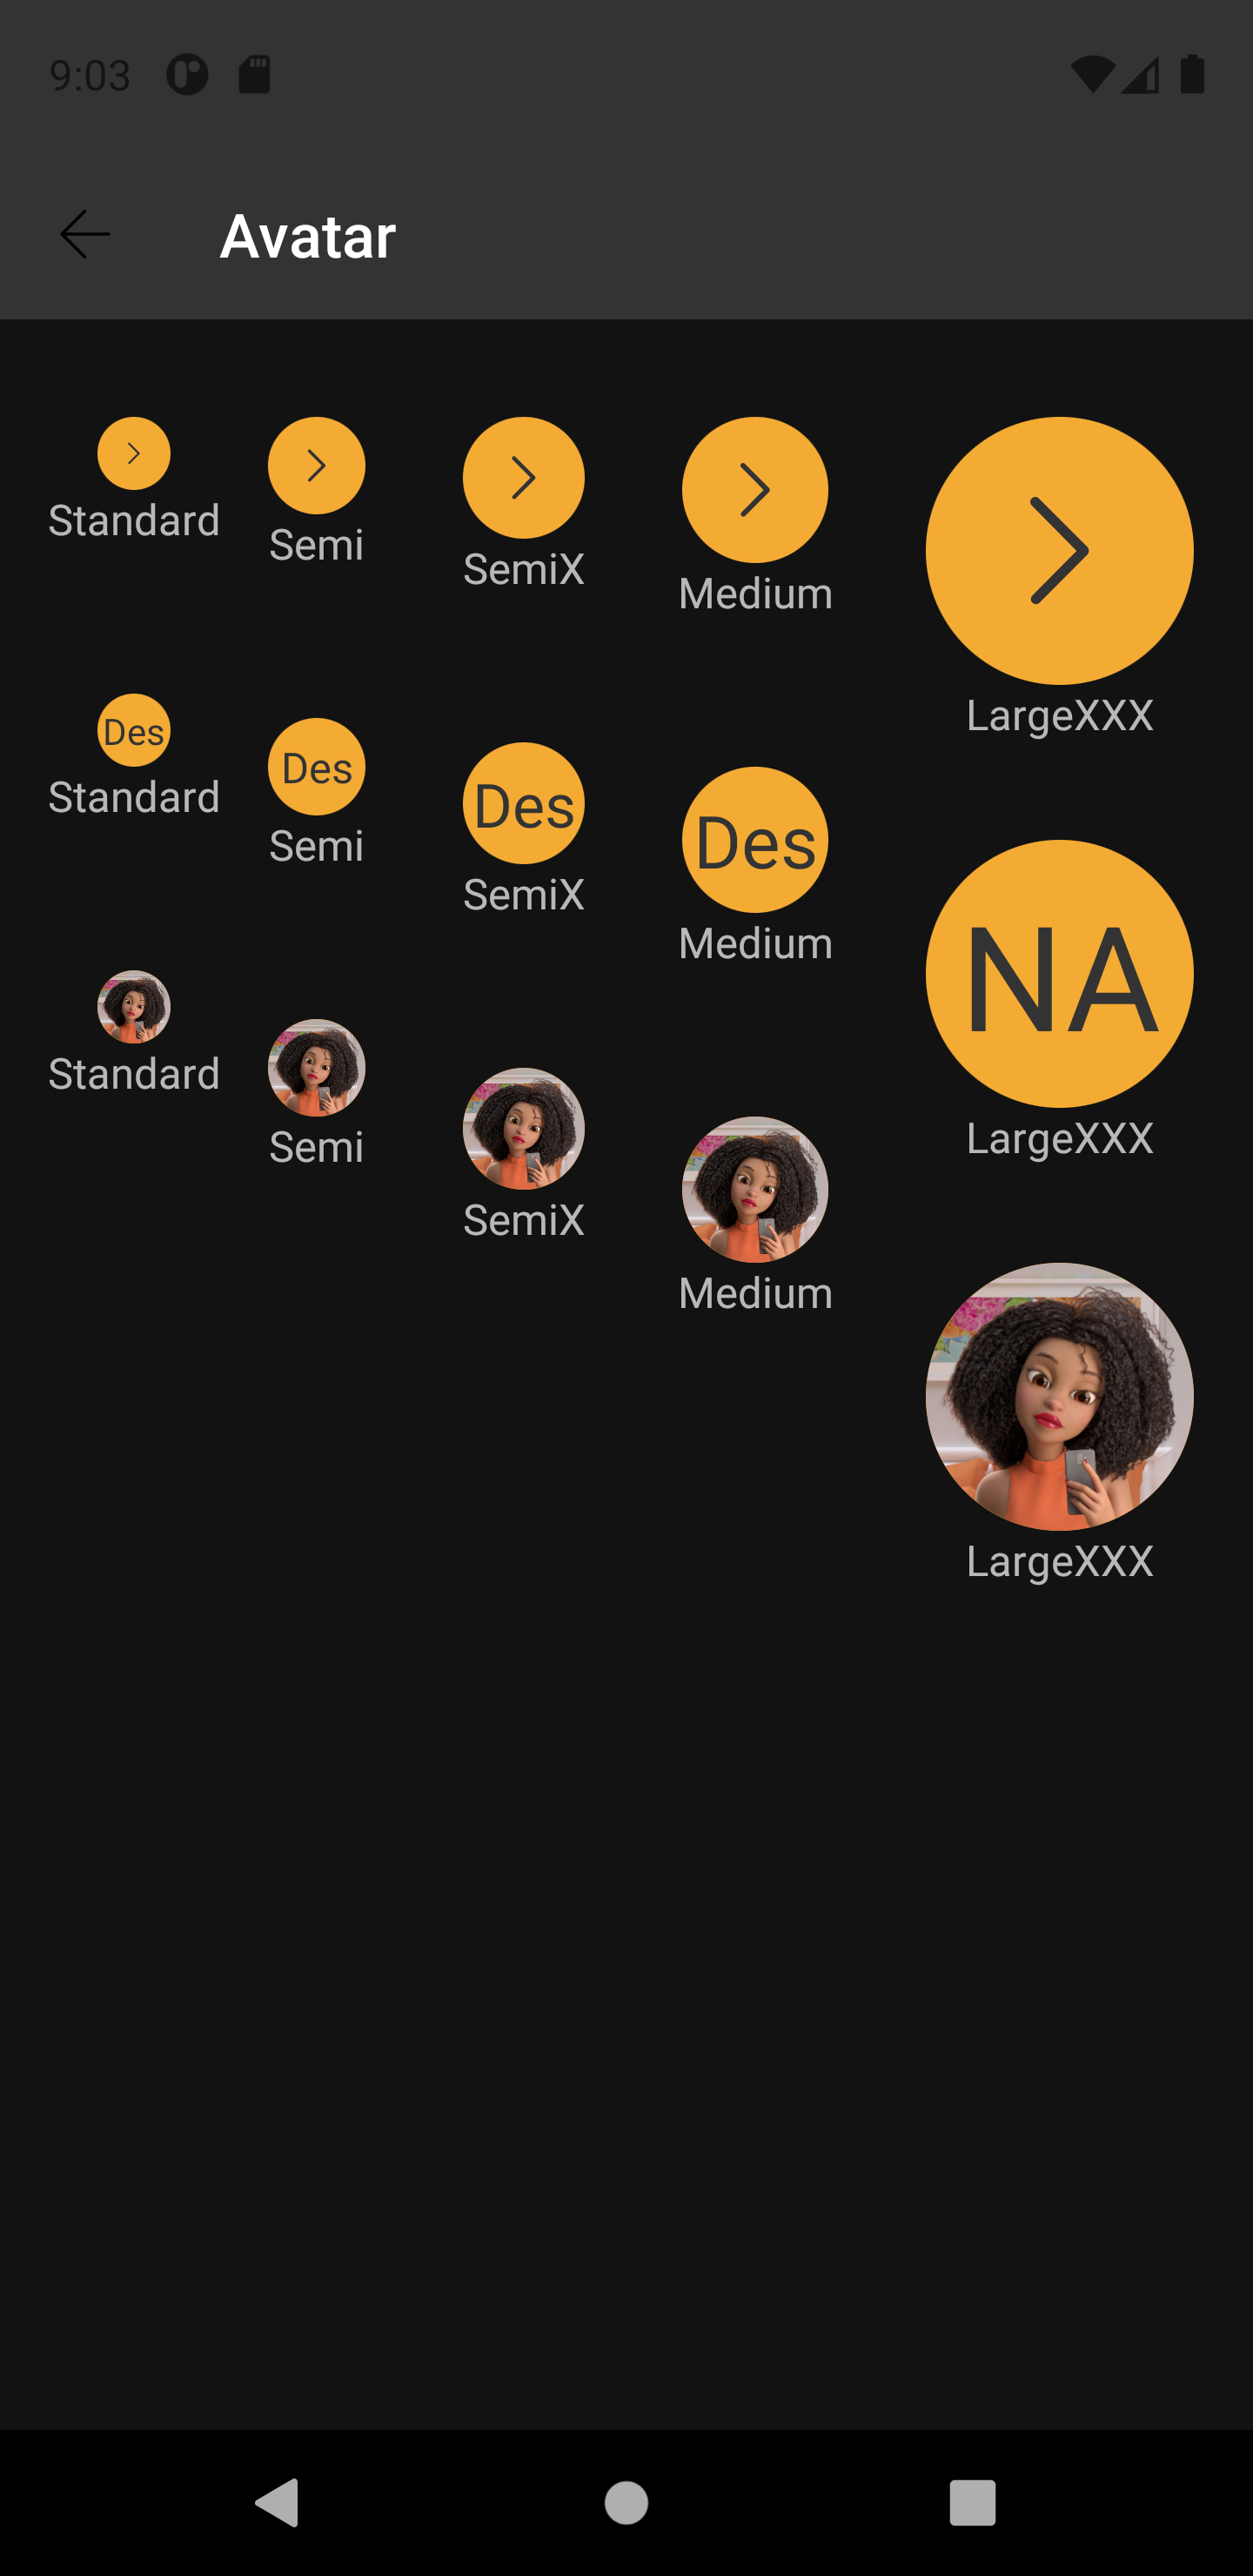 9:03
Avatar
Standard
Semi
SemiX
Medium
LargeXXX
Des
Standard
Des
Semi
Des
SemiX
Des
Medium
NA
LargeXXX
Standard
Semi
SemiX
Medium
LargeXXX